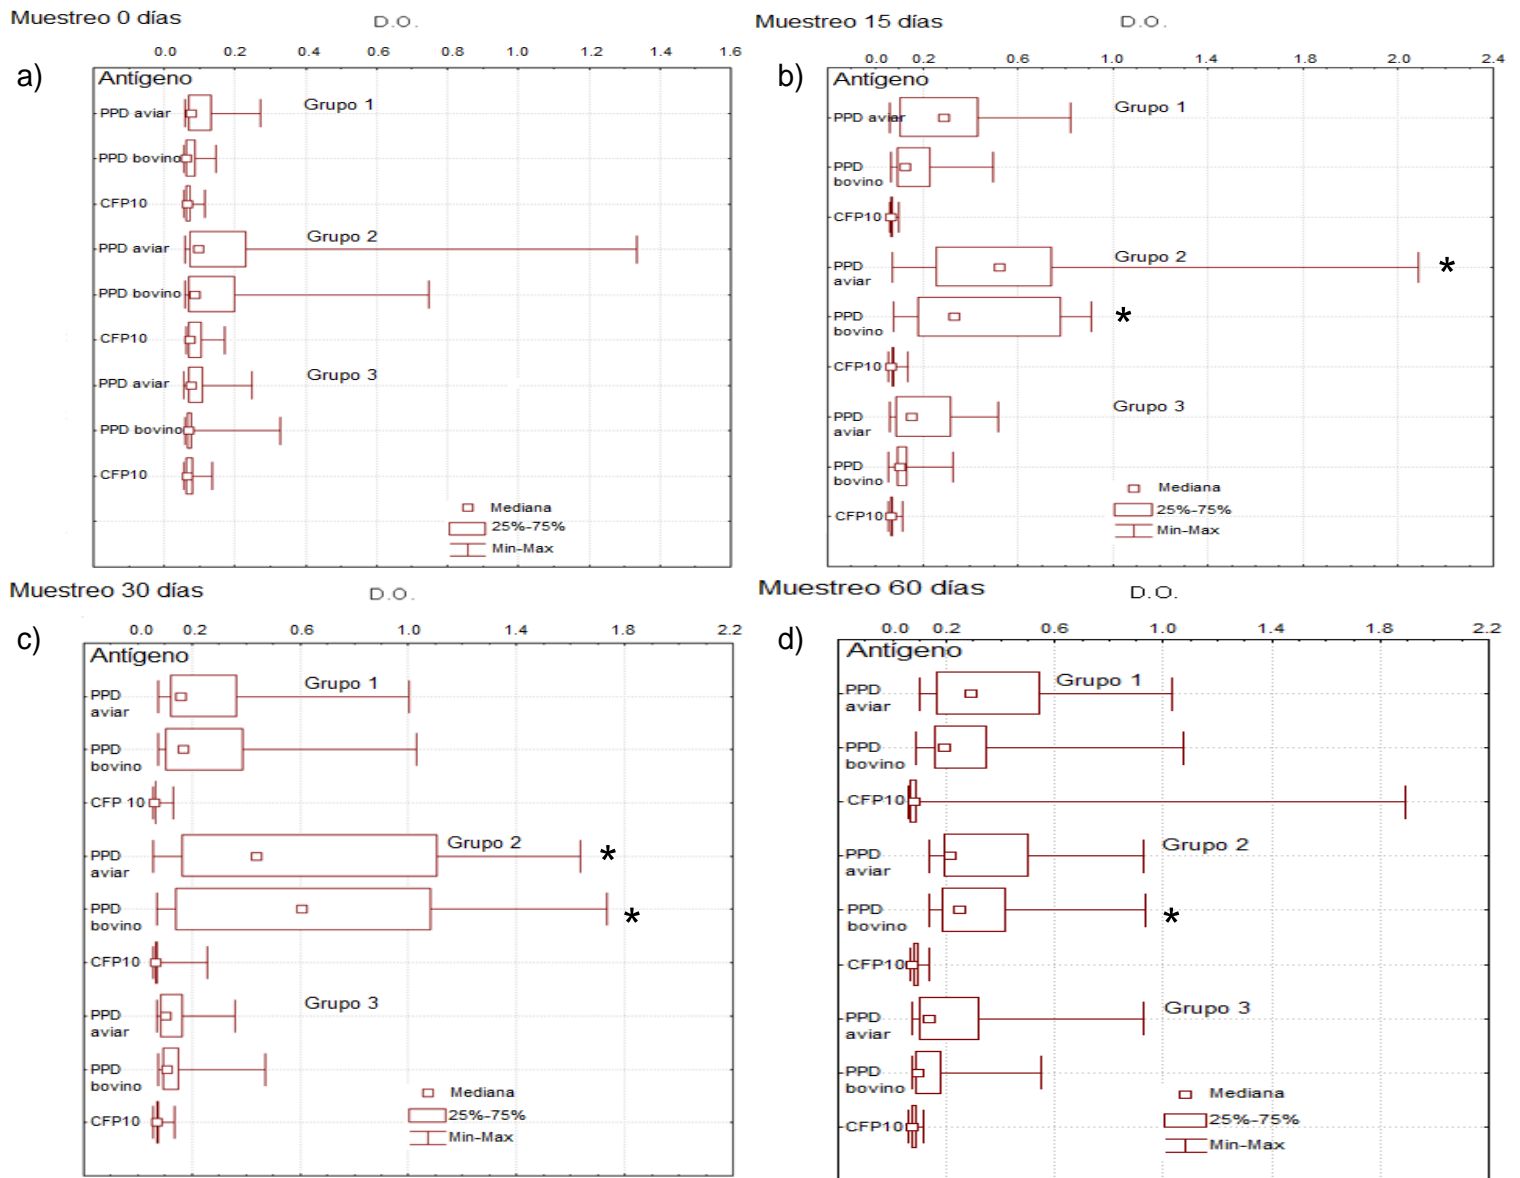 Muestreo 0 días
D.O.
a)
0.0 0.2 0.4 0.6 0.8 1.0 1.2 1.4 1.6
Antígeno
PPD aviar
Grupo 1
PPD bovino
CFP10
PPD aviar
Grupo 2
PPD bovino
CFP10
PPD aviar
Grupo 3
PPD bovino
CFP10
Mediana
25%-75%
Min-Max
Muestreo 15 días
D.O.
b)
0.0 0.2 0.6 1.0 1.6 2.0 2.4
Antígeno
PPD aviar
Grupo 1
PPD
bovino
CFP10
PPD
aviar
Grupo 2
*
PPD
bovino
*
CFP10
PPD
aviar
Grupo 3
PPD
bovino
CFP10
Mediana
25%-75%
Min-Max
Muestreo 30 días
D.O.
c)
0.0 0.2 0.6 1.0 1.4 1.8 2.2
Antígeno
PPD
aviar
Grupo 1
PPD
bovino
CFP 10
PPD
aviar
Grupo 2
*
PPD
bovino
*
CFP10
PPD
aviar
Grupo 3
PPD
bovino
CFP10
Mediana
25%-75%
Min-Max
Muestreo 60 días
D.O.
d)
0.0 0.2 0.6 1.0 1.4 1.8 2.2
Antígeno
PPD
aviar
Grupo 1
PPD
bovino
CFP10
PPD
aviar
Grupo 2
PPD
bovino
*
CFP10
PPD
aviar
Grupo 3
PPD
bovino
CFP10
Mediana
25%-75%
Min-Max